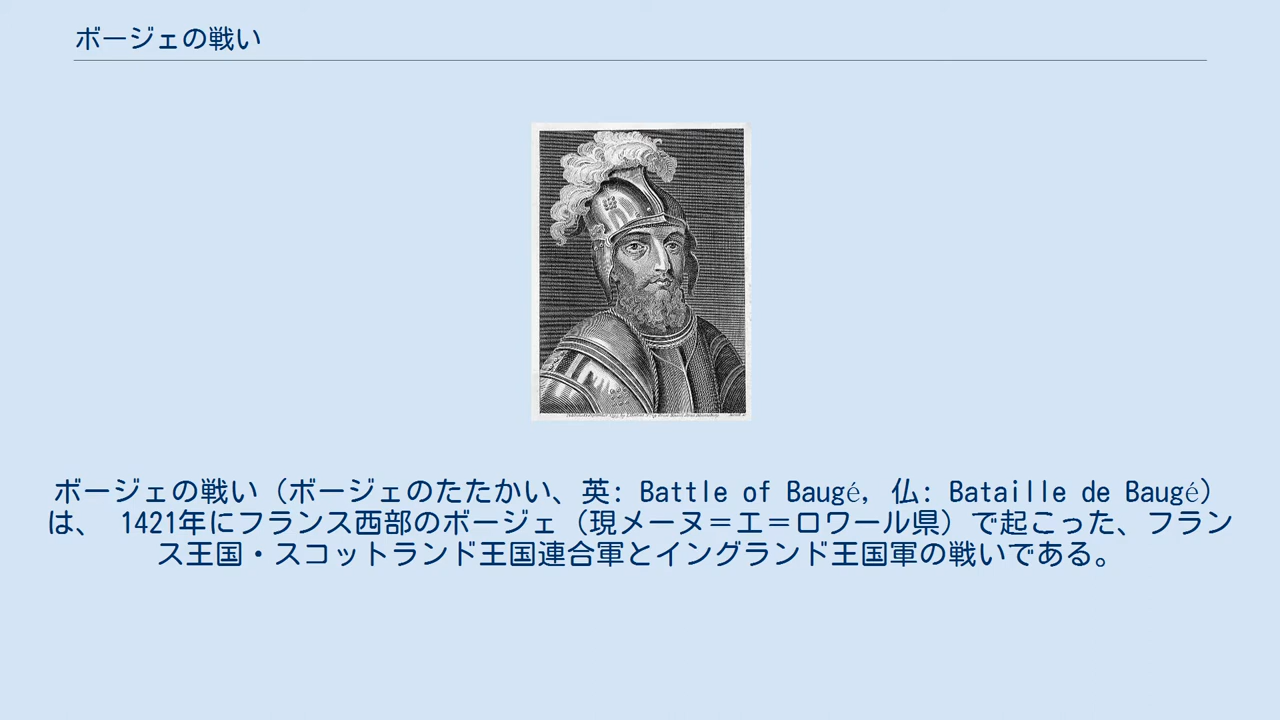 ボージェの戦い
ボージェの戦い（ボージェのたたかい、英: Battle of Baugé, 仏: Bataille de Baugé）
は、 1421年にフランス西部のボージェ（現メーヌ＝エ＝ロワール県）で起こった、フラン
ス王国・スコットランド王国連合軍とイングランド王国軍の戦いである。